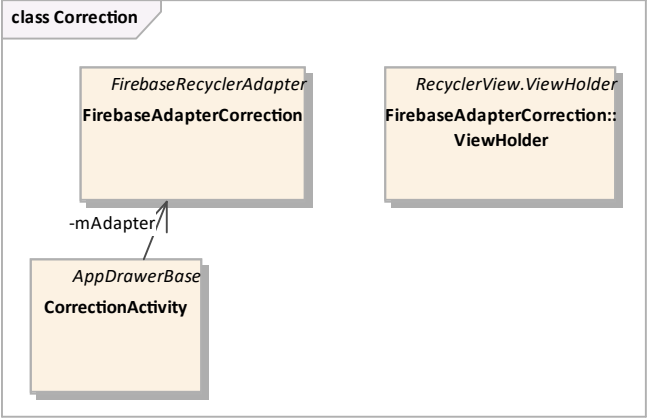 class Correction
FirebaseRecyclerAdapter
FirebaseAdapterCorrection
RecyclerView.ViewHolder
FirebaseAdapterCorrection::
ViewHolder
-mAdapter
AppDrawerBase
CorrectionActivity